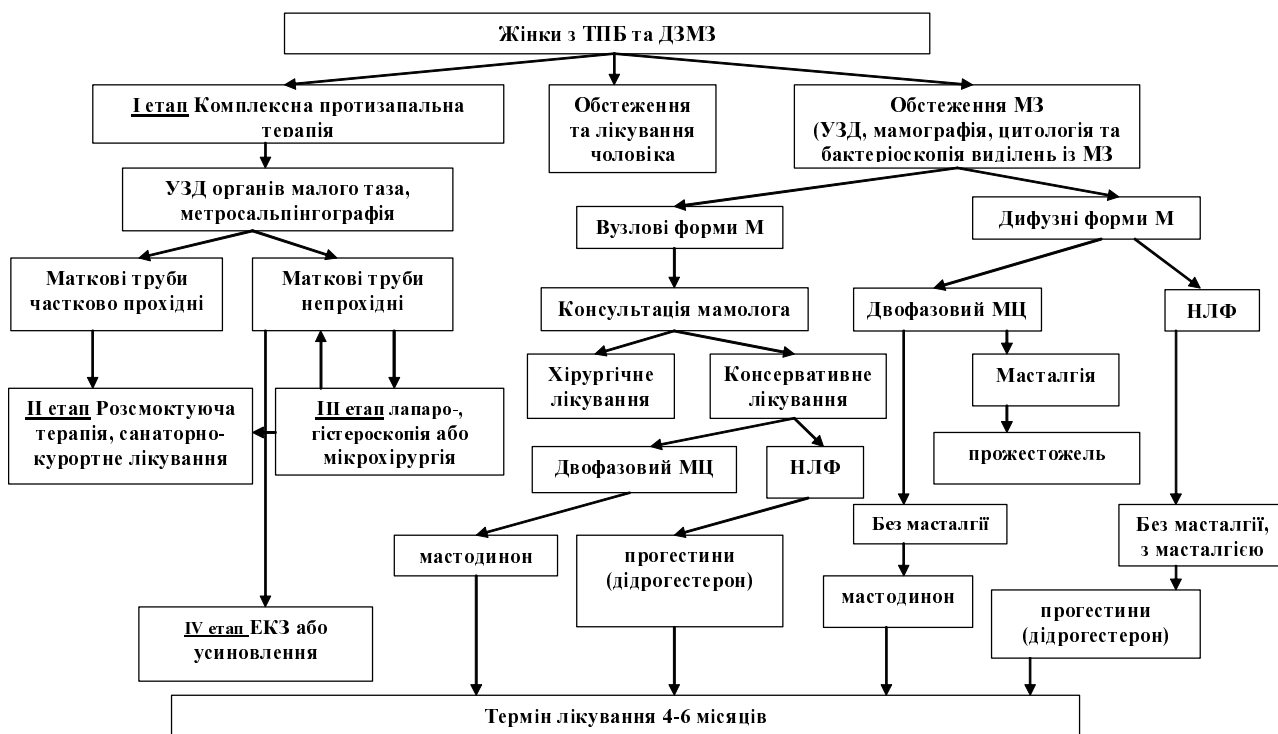 Жінки з ТПБ та ДЗМЗ
І етап Комплексна протизапальна
терапія
Обстеження
та лікування
чоловіка
Обстеження МЗ
(УЗД, мамографія, цитологія та
бактеріоскопія виділень із МЗ
УЗД органів малого таза,
метросальпінгографія
Вузлові форми М
Дифузні форми М
Маткові труби
частково прохідні
Маткові труби
непрохідні
Консультація мамолога
Двофазовий МЦ
НЛФ
Хірургічне
лікування
Консервативне
лікування
Масталгія
ІІ етап Розсмоктуюча
терапія, санаторно-
курортне лікування
ІІІ етап лапаро-,
гістероскопія або
мікрохірургія
прожестожель
Двофазовий МЦ
НЛФ
Без масталгії
Без масталгії,
з масталгією
мастодинон
прогестини
(дідрогестерон)
мастодинон
прогестини
(дідрогестерон)
IV етап ЕКЗ або
усиновлення
Термін лікування 4-6 місяців